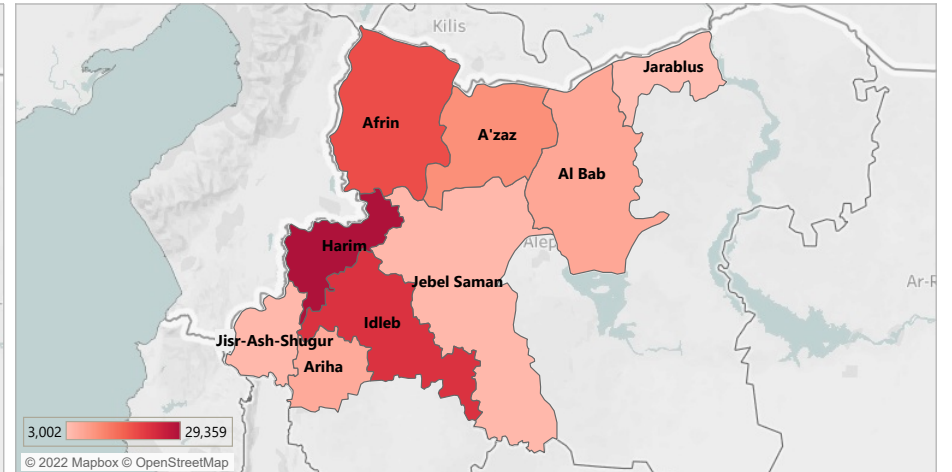 Kilis
Jarablus
Afrin
A'zaz
Al Bab
Harim
Alep
Ar-R
Jebel Saman
Idleb
Jisr-Ash-Shugur
Ariha
3,002
29,359
© 2022 Mapbox © OpenStreetMap